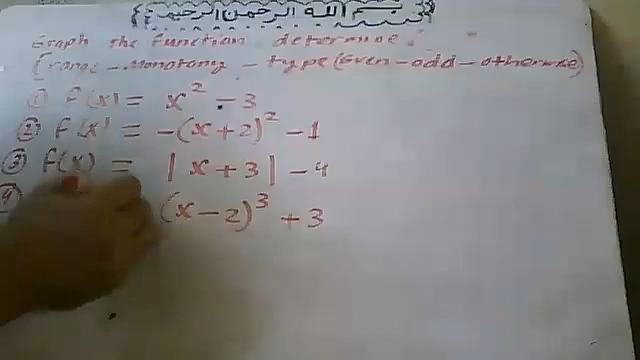 بسم الله الرحمن الرحيم
Graph the function determine:
(range - Monotony - type (Even - odd - otherwise)
① f(x) = x² - 3
② f(x) = -(x+2)² - 1
③ f(x) = |x+3| - 4
④ (x-2)³ + 3